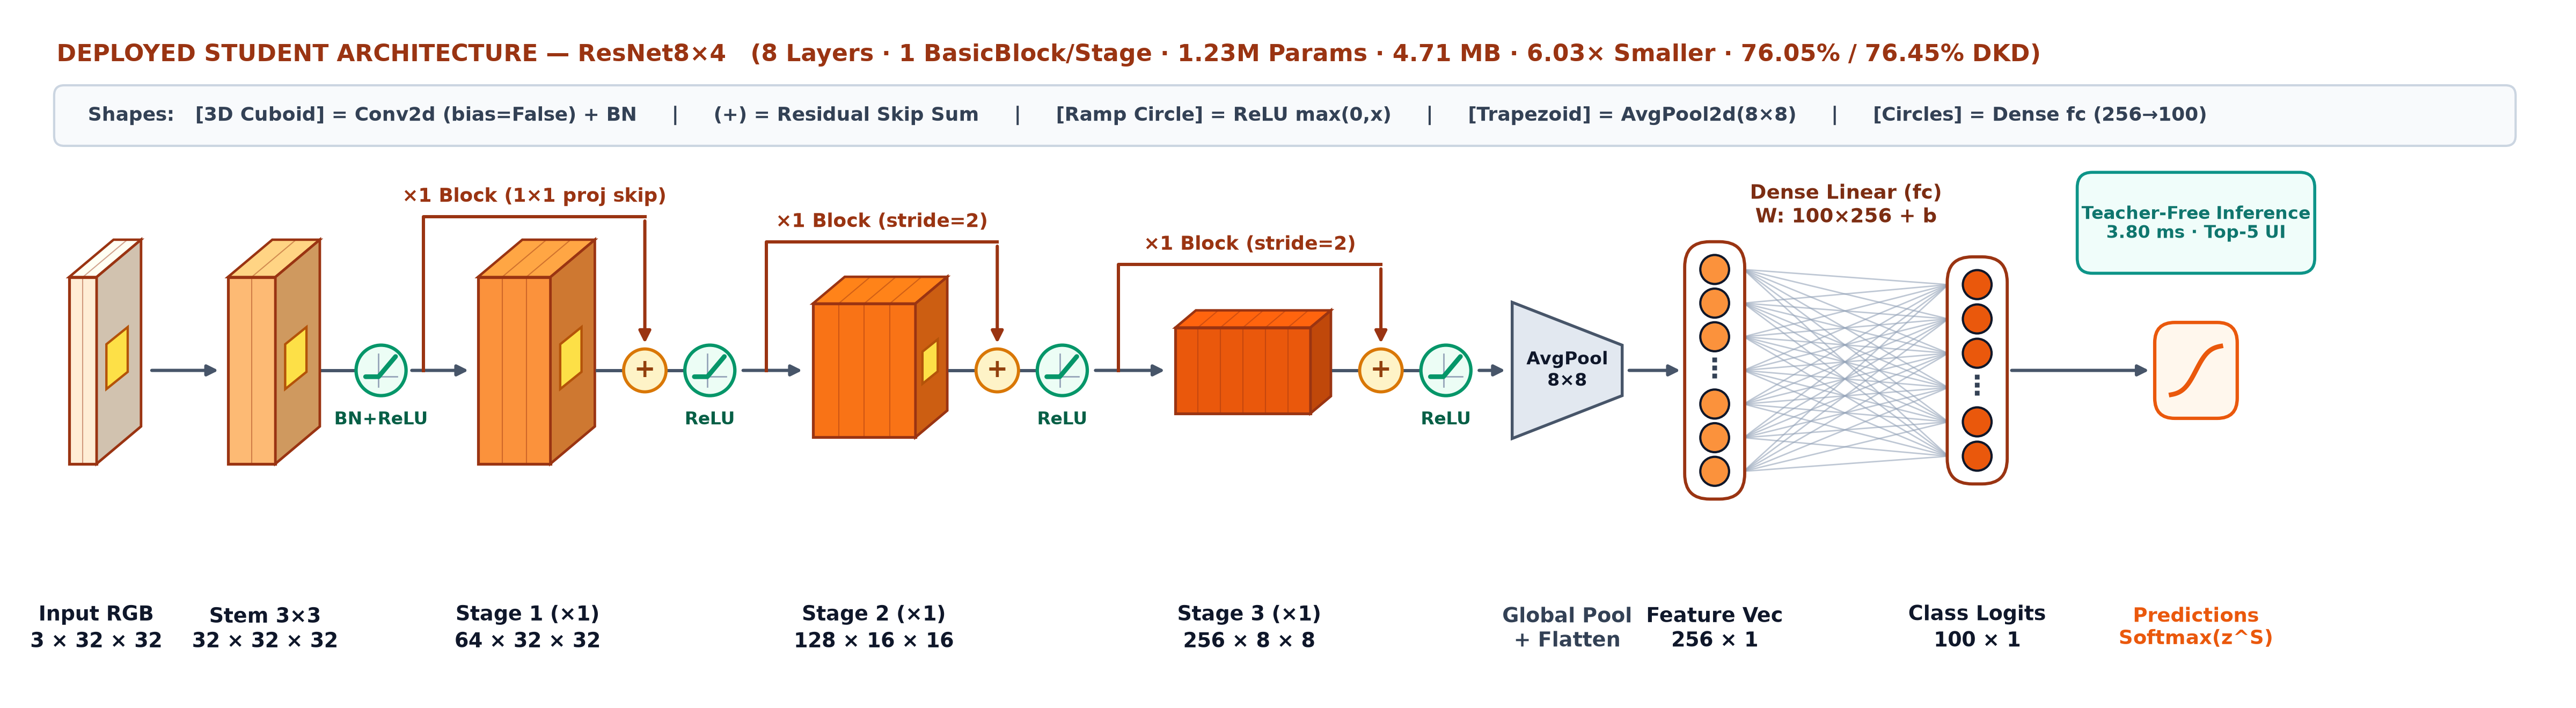 DEPLOYED STUDENT ARCHITECTURE — ResNet8×4 (8 Layers · 1 BasicBlock/Stage · 1.23M Params · 4.71 MB · 6.03× Smaller · 76.05% / 76.45% DKD)
Shapes: [3D Cuboid] = Conv2d (bias=False) + BN | (+) = Residual Skip Sum | [Ramp Circle] = ReLU max(0,x) | [Trapezoid] = AvgPool2d(8×8) | [Circles] = Dense fc (256→100)
×1 Block (1×1 proj skip)
×1 Block (stride=2)
×1 Block (stride=2)
Dense Linear (fc)
W: 100×256 + b
Teacher-Free Inference
3.80 ms · Top-5 UI
+
+
+
AvgPool
8×8
BN+ReLU
ReLU
ReLU
ReLU
Input RGB
3 × 32 × 32
Stem 3×3
32 × 32 × 32
Stage 1 (×1)
64 × 32 × 32
Stage 2 (×1)
128 × 16 × 16
Stage 3 (×1)
256 × 8 × 8
Global Pool
+ Flatten
Feature Vec
256 × 1
Class Logits
100 × 1
Predictions
Softmax(z^S)